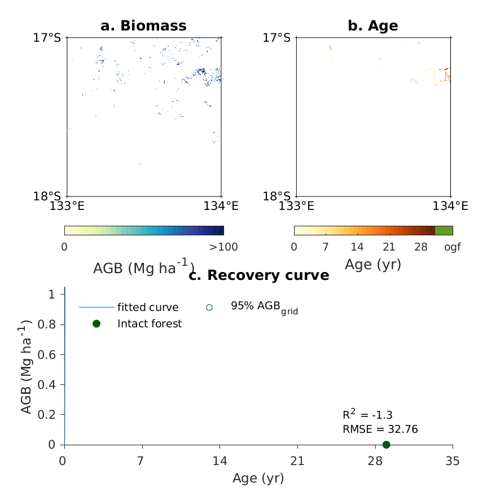 a. Biomass
b. Age
17°S
17°S
18°S
18°S
133°E
134°E
133°E
134°E
0
>100
0 7 14 21 28 ogf
AGB (Mg ha⁻¹)
Age (yr)
c. Recovery curve
1
0.8
0.6
0.4
0.2
0
AGB (Mg ha⁻¹)
fitted curve
95% AGB_grid
Intact forest
R² = -1.3
RMSE = 32.76
0 7 14 21 28 35
Age (yr)